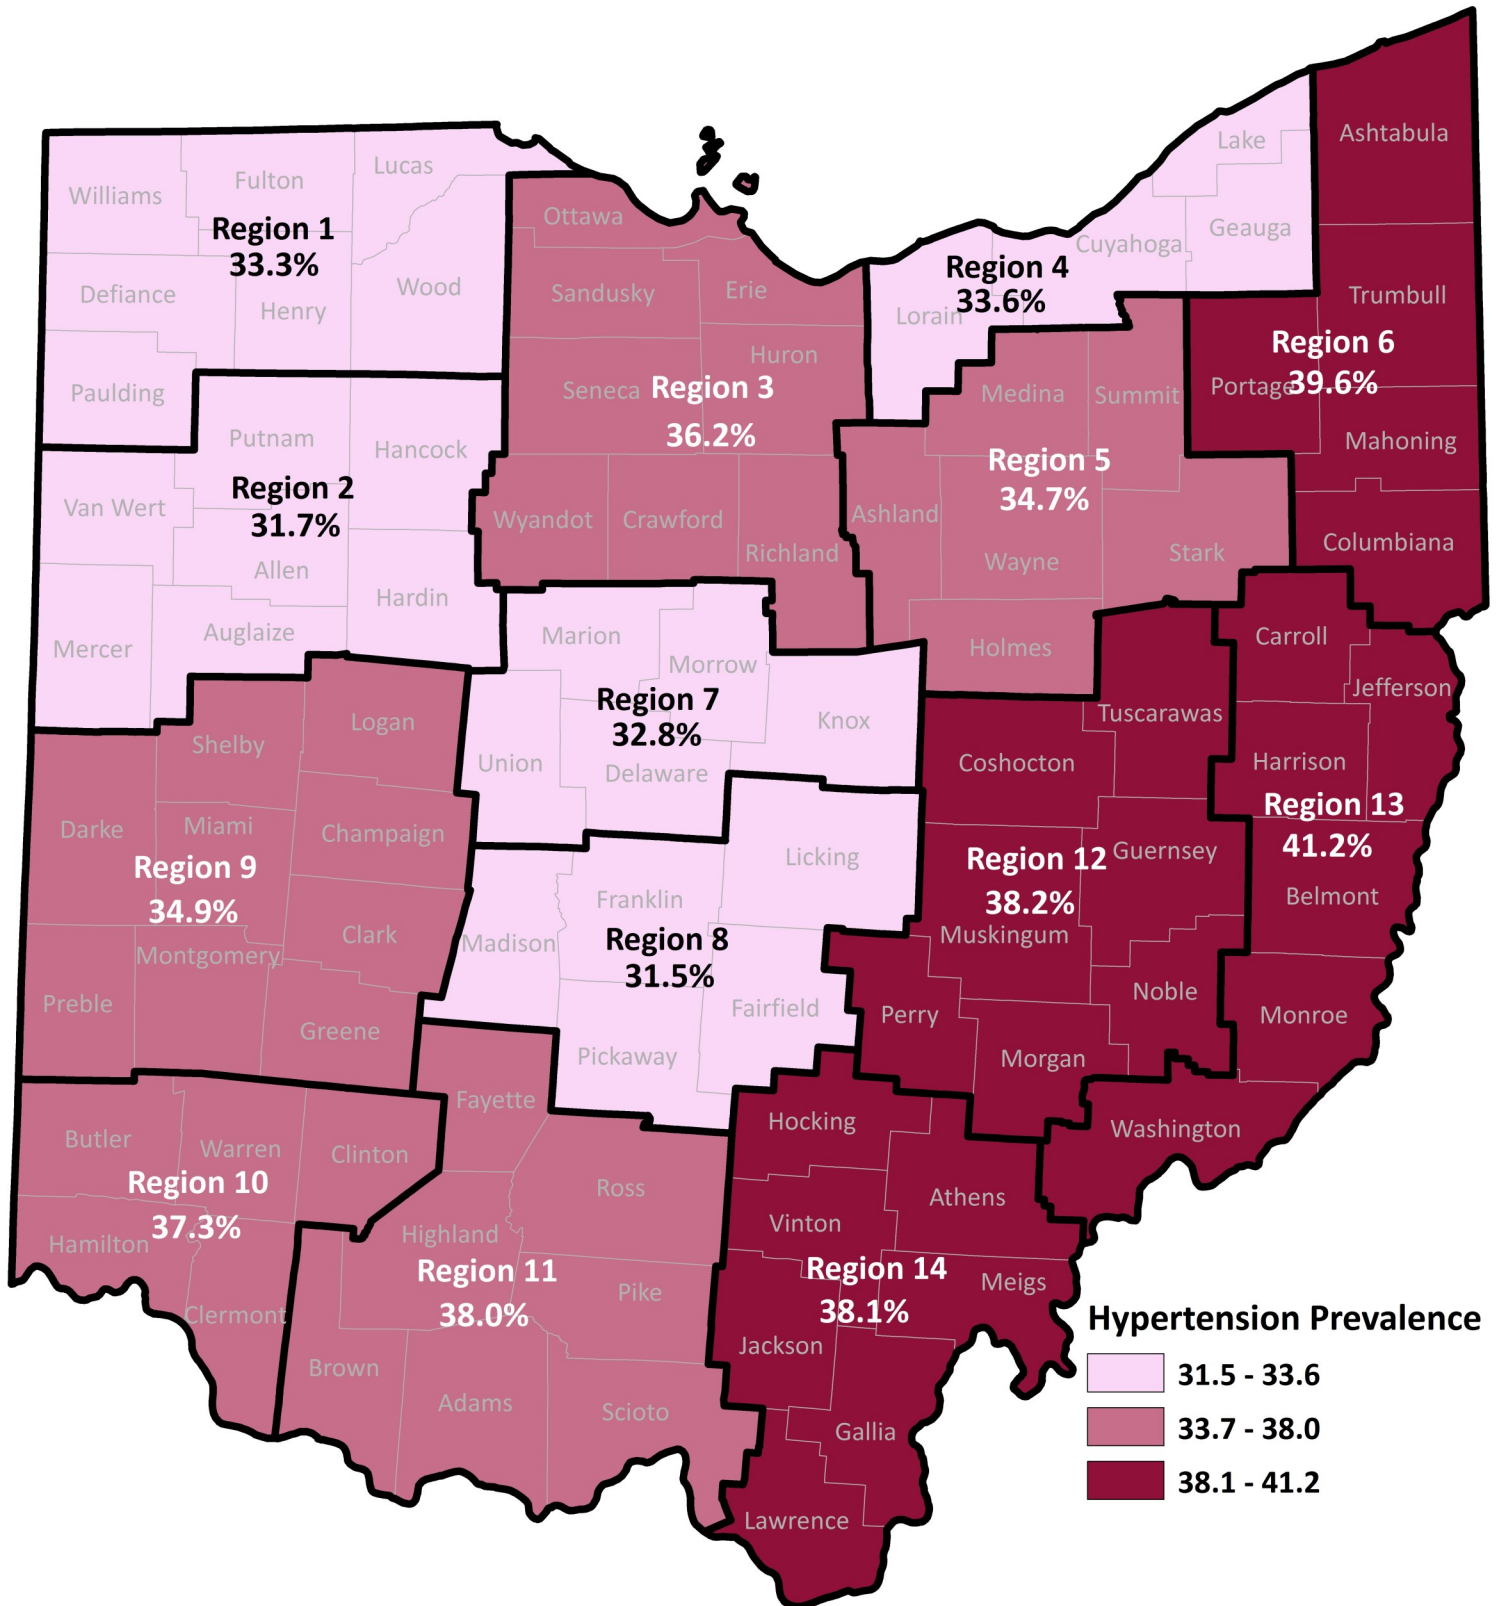 Ashtabula
Lake
Lucas
Fulton
Williams
Ottawa
Geauga
Region 1
33.3%
Cuyahoga
Region 4
33.6%
Defiance
Henry
Wood
Sandusky
Erie
Lorain
Trumbull
Region 6
39.6%
Portage
Huron
Seneca
Region 3
36.2%
Paulding
Medina
Summit
Putnam
Hancock
Mahoning
Region 5
34.7%
Region 2
31.7%
Van Wert
Wyandot
Crawford
Richland
Ashland
Wayne
Stark
Columbiana
Allen
Hardin
Auglaize
Mercer
Marion
Morrow
Holmes
Carroll
Jefferson
Region 7
32.8%
Knox
Tuscarawas
Logan
Shelby
Union
Delaware
Coshocton
Harrison
Region 13
41.2%
Darke
Miami
Champaign
Region 9
34.9%
Licking
Region 12
38.2%
Guernsey
Belmont
Franklin
Clark
Madison
Region 8
31.5%
Muskingum
Montgomery
Preble
Greene
Fairfield
Perry
Noble
Monroe
Pickaway
Morgan
Fayette
Hocking
Washington
Butler
Warren
Clinton
Region 10
37.3%
Ross
Athens
Vinton
Hamilton
Highland
Region 11
38.0%
Pike
Region 14
38.1%
Meigs
Clermont
Jackson
Brown
Adams
Scioto
Gallia
Lawrence
Hypertension Prevalence
31.5 - 33.6
33.7 - 38.0
38.1 - 41.2